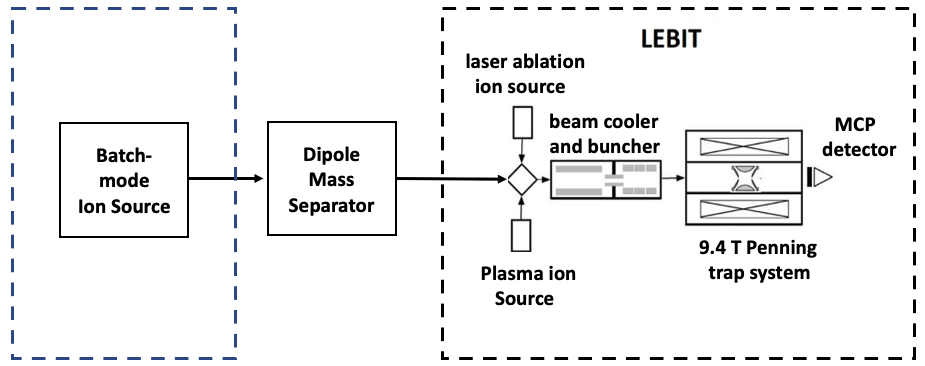 LEBIT
laser ablation
ion source
beam cooler
and buncher
MCP
detector
Batch-
mode
Ion Source
Dipole
Mass
Separator
Plasma ion
Source
9.4 T Penning
trap system